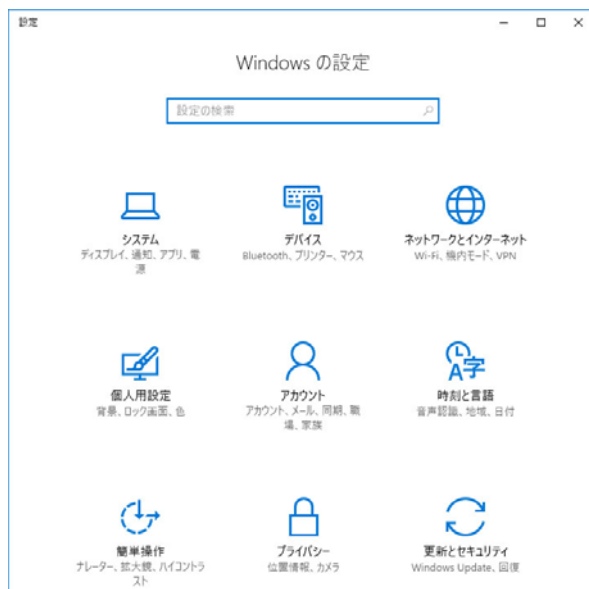 設定
Windows の設定
設定の検索
システム
ディスプレイ、通知、アプリ、電
源
デバイス
Bluetooth、プリンター、マウス
ネットワークとインターネット
Wi-Fi、機内モード、VPN
個人用設定
背景、ロック画面、色
アカウント
アカウント、メール、同期、職
場、家族
時刻と言語
音声認識、地域、日付
簡単操作
ナレーター、拡大鏡、ハイコントラ
スト
プライバシー
位置情報、カメラ
更新とセキュリティ
Windows Update、回復